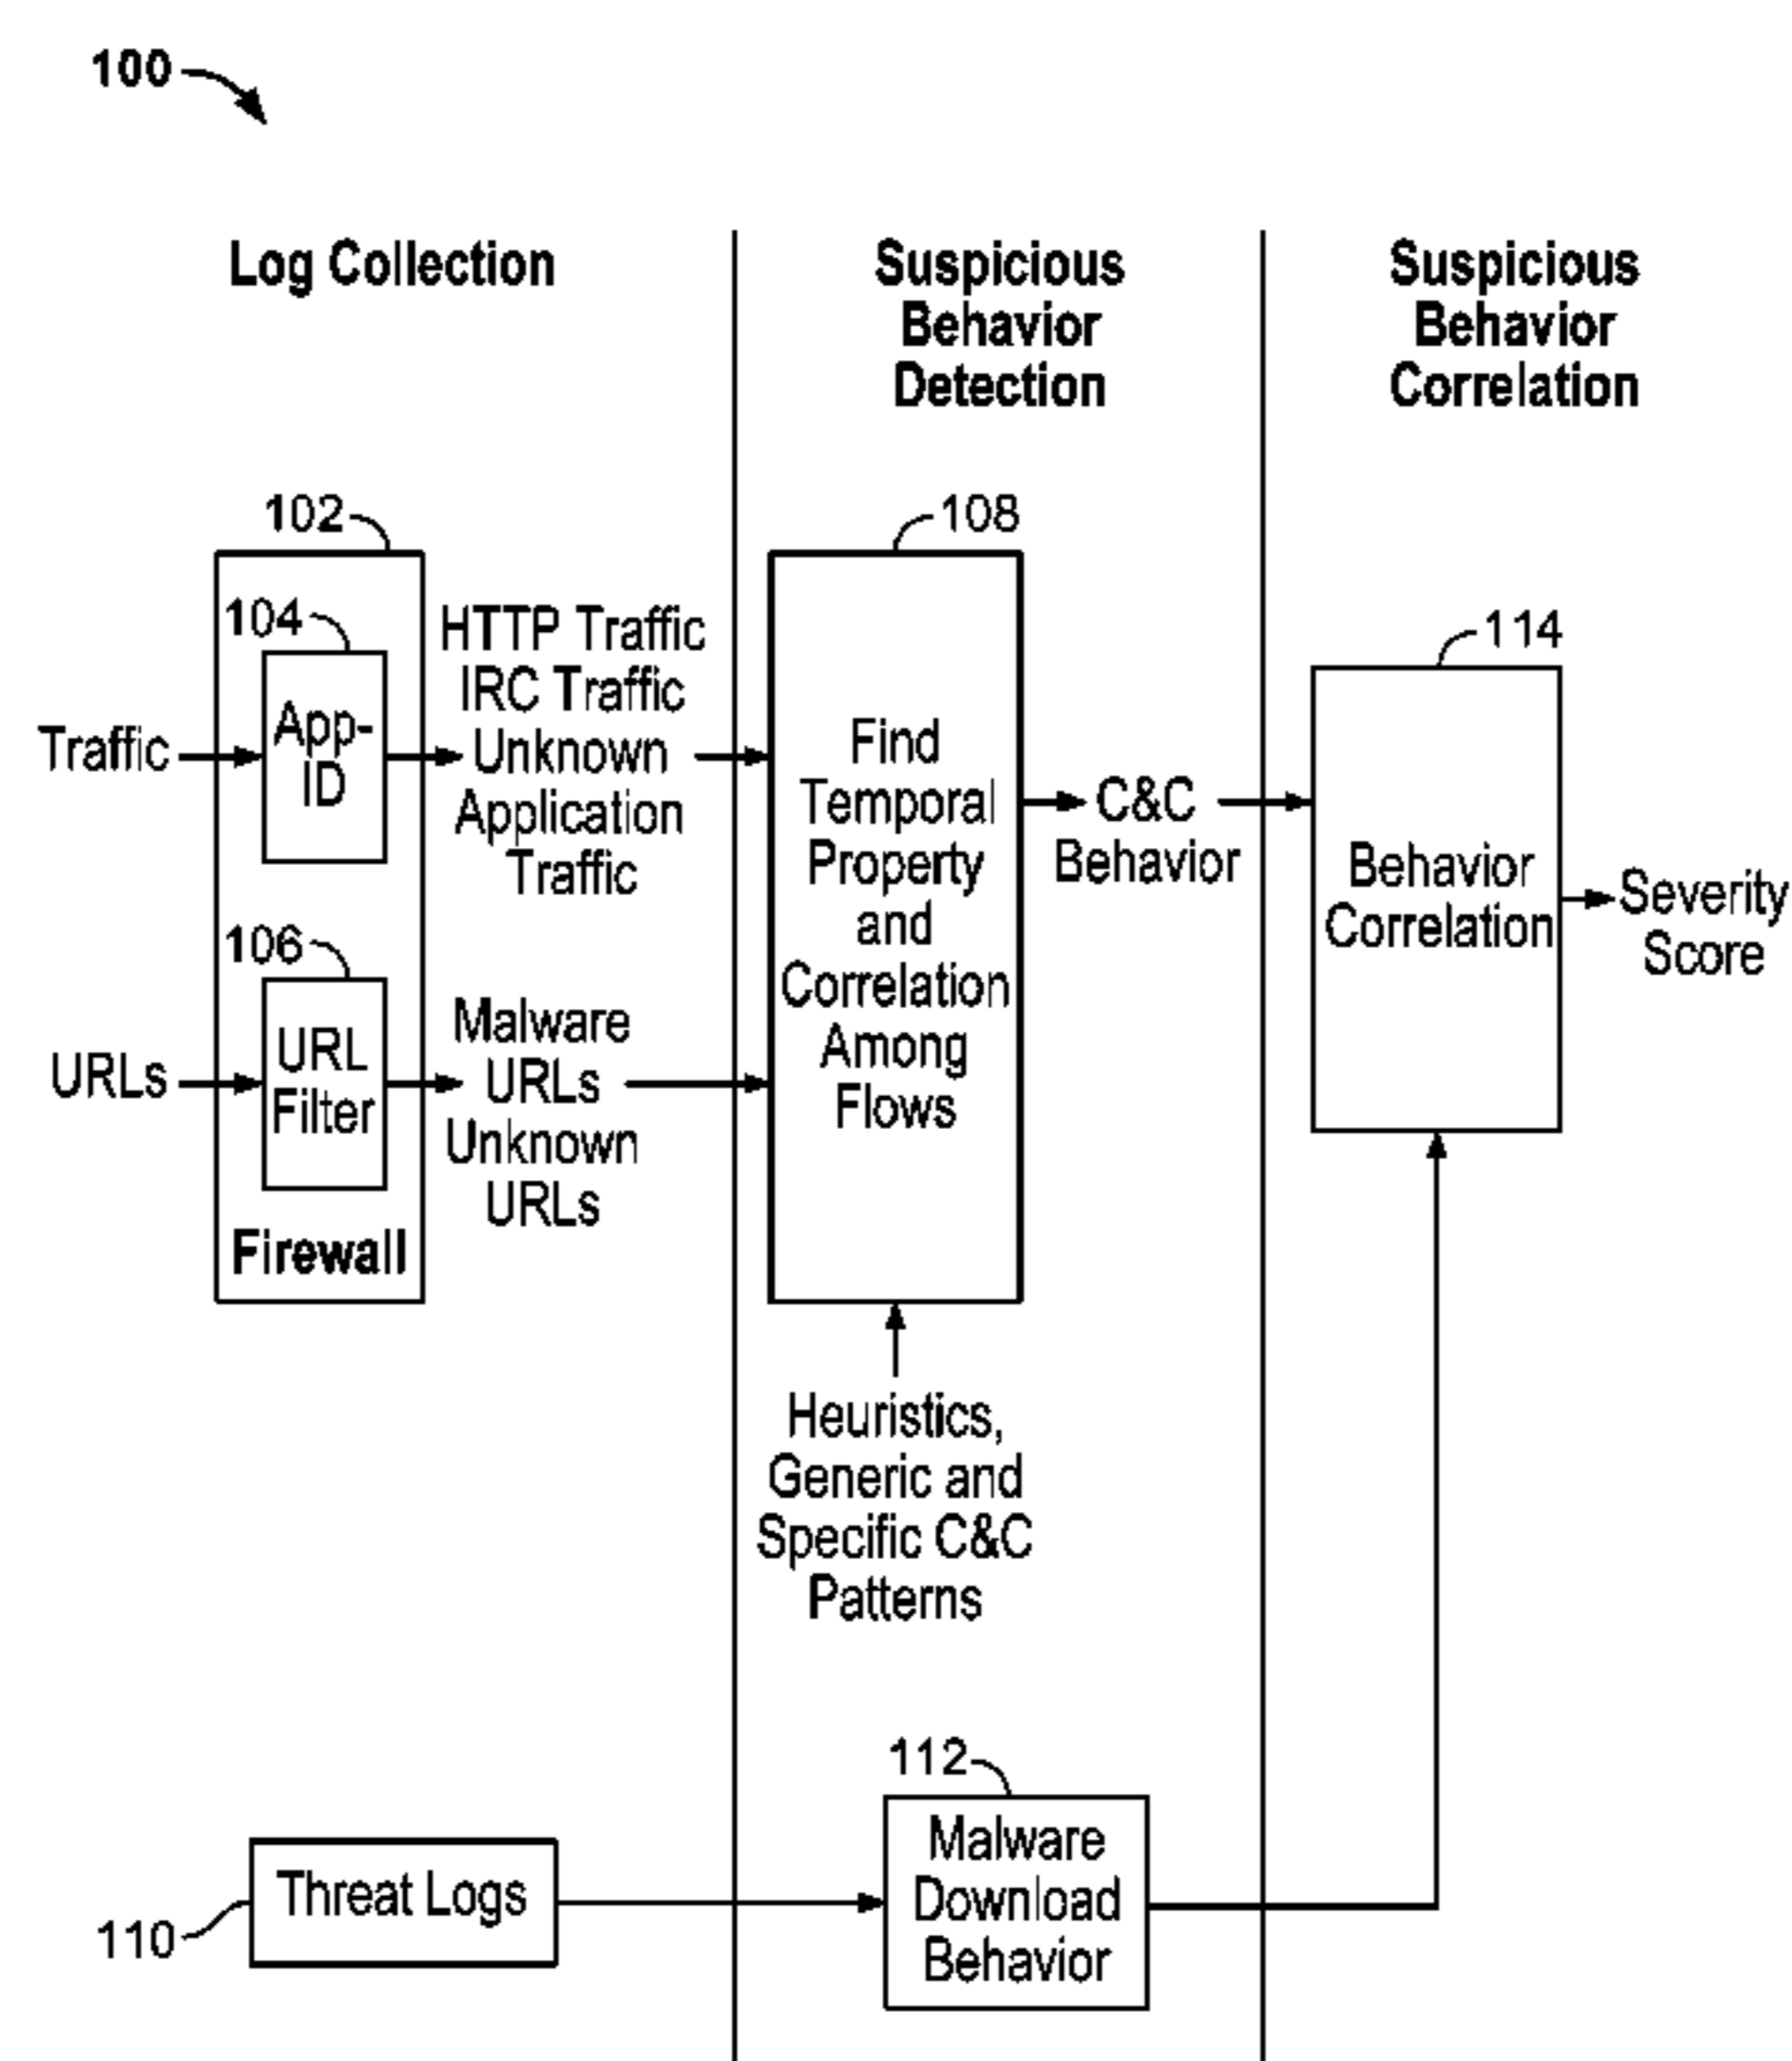 100
Log Collection
Suspicious
Behavior
Detection
Suspicious
Behavior
Correlation
102
104
App-
ID
Traffic
HTTP Traffic
IRC Traffic
Unknown
Application
Traffic
106
URL
Filter
URLs
Malware
URLs
Unknown
URLs
Firewall
108
Find
Temporal
Property
and
Correlation
Among
Flows
C&C
Behavior
114
Behavior
Correlation
Severity
Score
Heuristics,
Generic and
Specific C&C
Patterns
110
Threat Logs
112
Malware
Download
Behavior